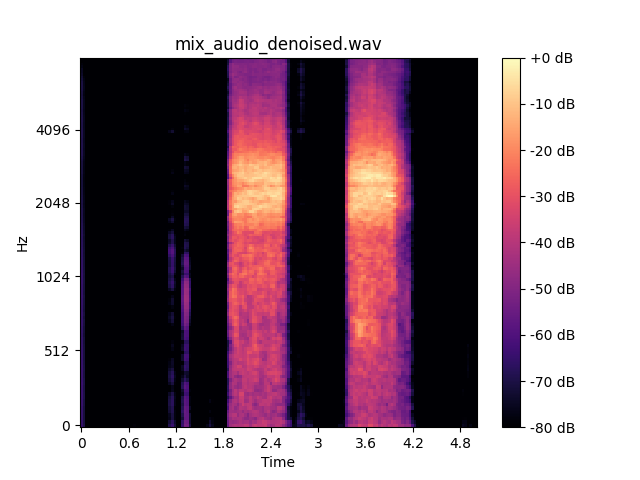 mix_audio_denoised.wav
Hz
4096
2048
1024
512
0
0 0.6 1.2 1.8 2.4 3 3.6 4.2 4.8
Time
+0 dB
-10 dB
-20 dB
-30 dB
-40 dB
-50 dB
-60 dB
-70 dB
-80 dB